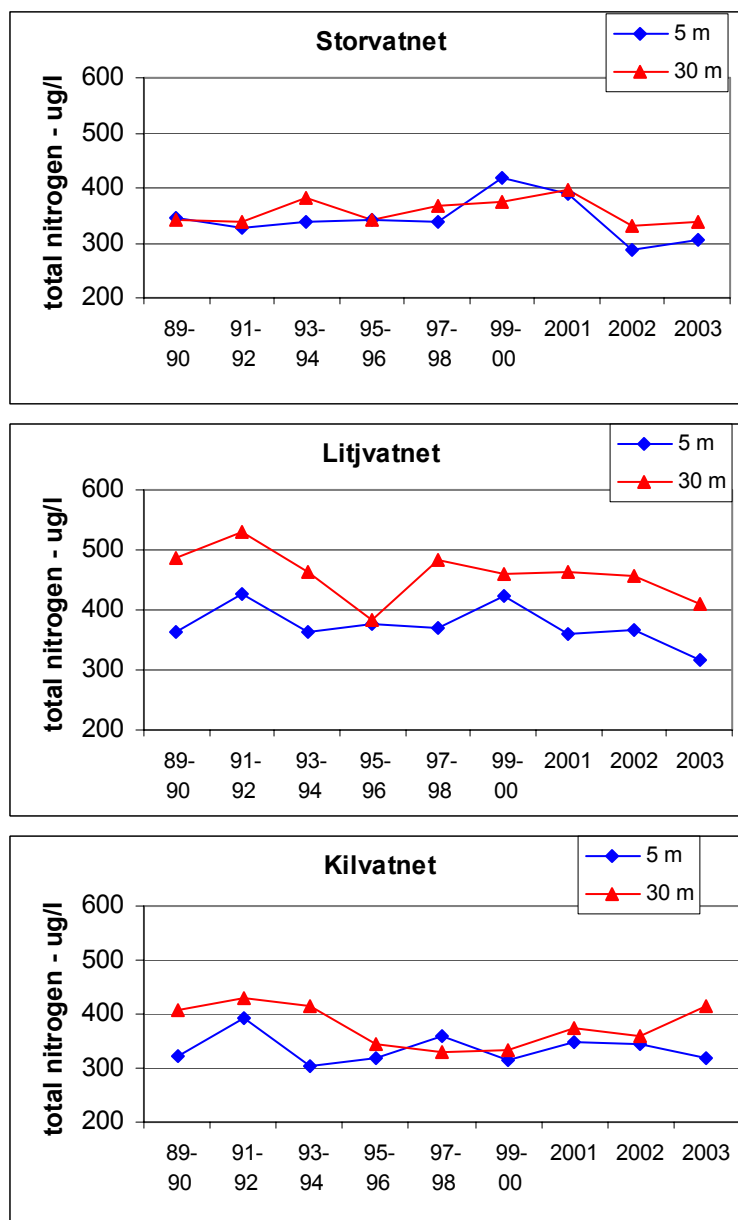 Storvatnet
5 m
30 m
total nitrogen - ug/l
600
500
400
300
200
89- 91- 93- 95- 97- 99- 2001 2002 2003
90 92 94 96 98 00
Litjvatnet
5 m
30 m
total nitrogen - ug/l
600
500
400
300
200
89- 91- 93- 95- 97- 99- 2001 2002 2003
90 92 94 96 98 00
Kilvatnet
5 m
30 m
total nitrogen - ug/l
600
500
400
300
200
89- 91- 93- 95- 97- 99- 2001 2002 2003
90 92 94 96 98 00